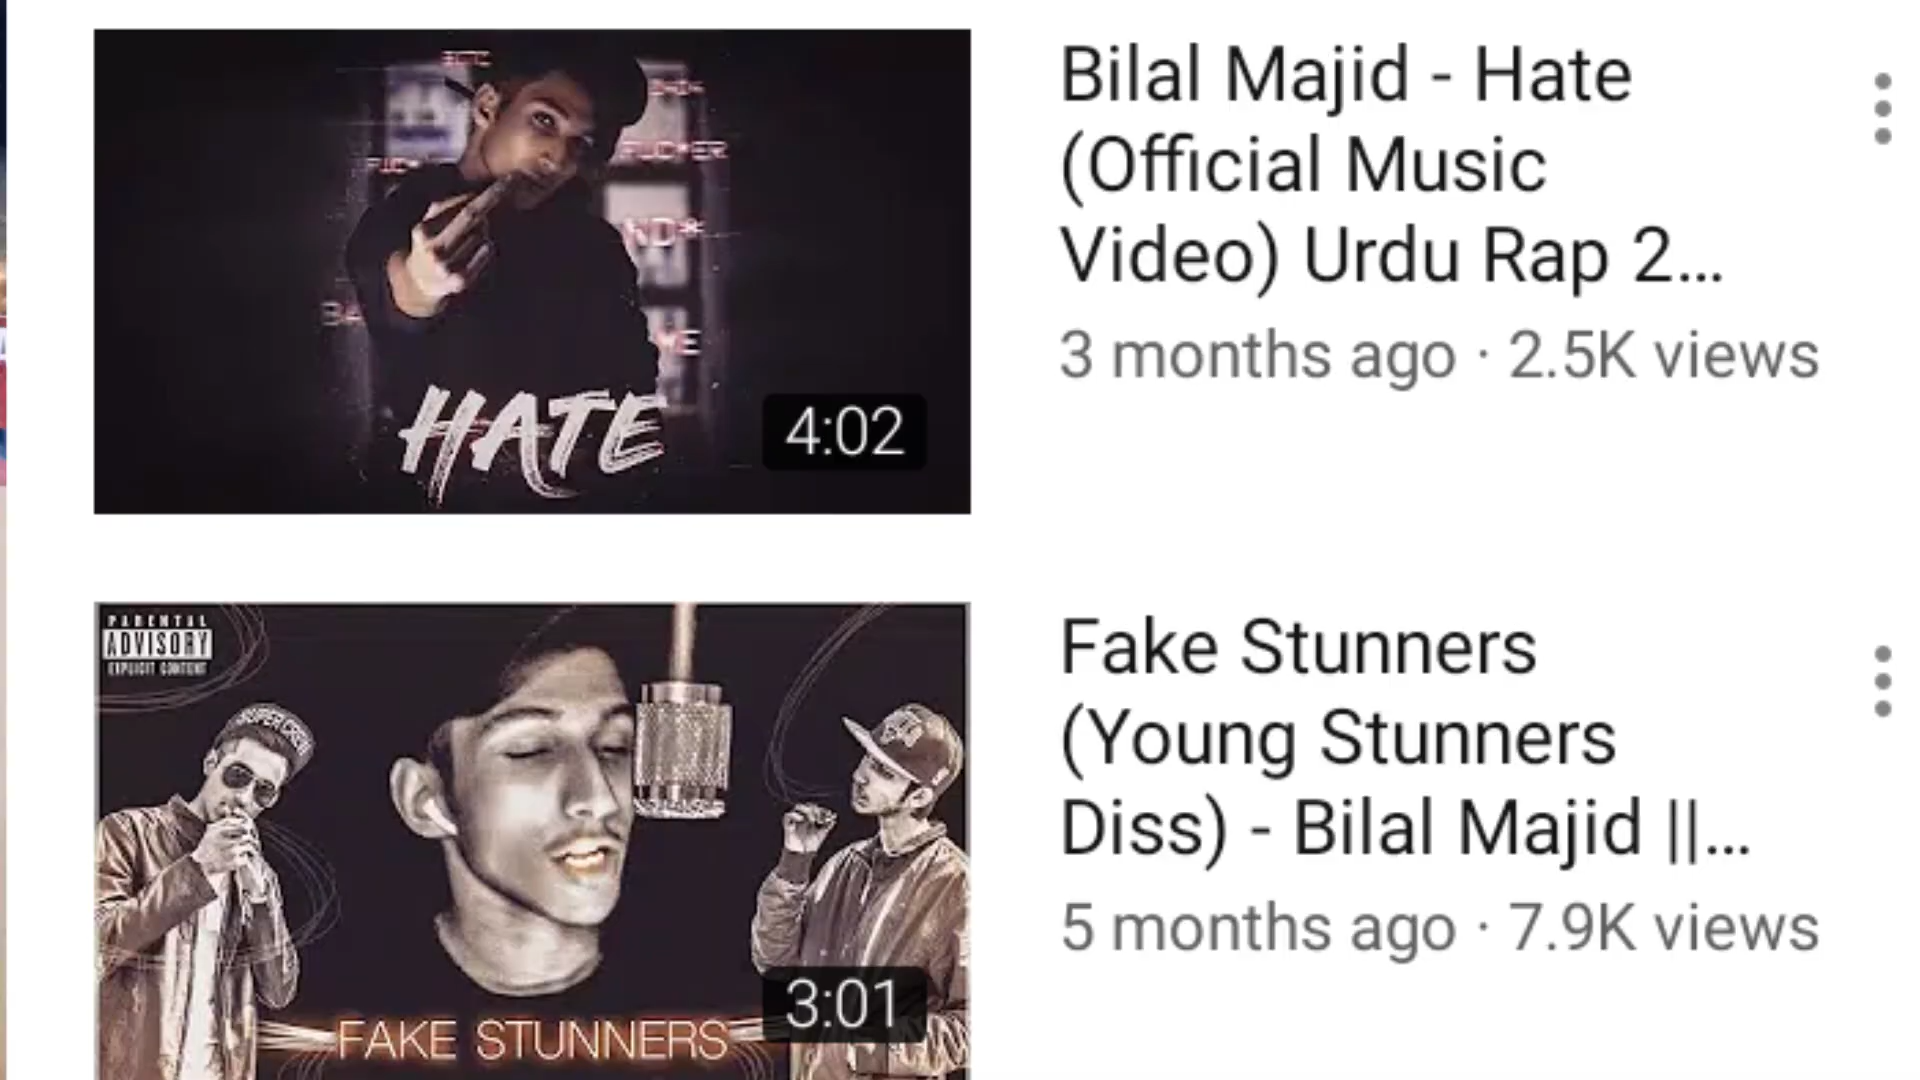 Bilal Majid - Hate
(Official Music
Video) Urdu Rap 2...
3 months ago · 2.5K views
HATE
4:02
Fake Stunners
(Young Stunners
Diss) - Bilal Majid ||...
5 months ago · 7.9K views
PARENTAL
ADVISORY
EXPLICIT CONTENT
SUPER CREW
3:01
FAKE STUNNERS